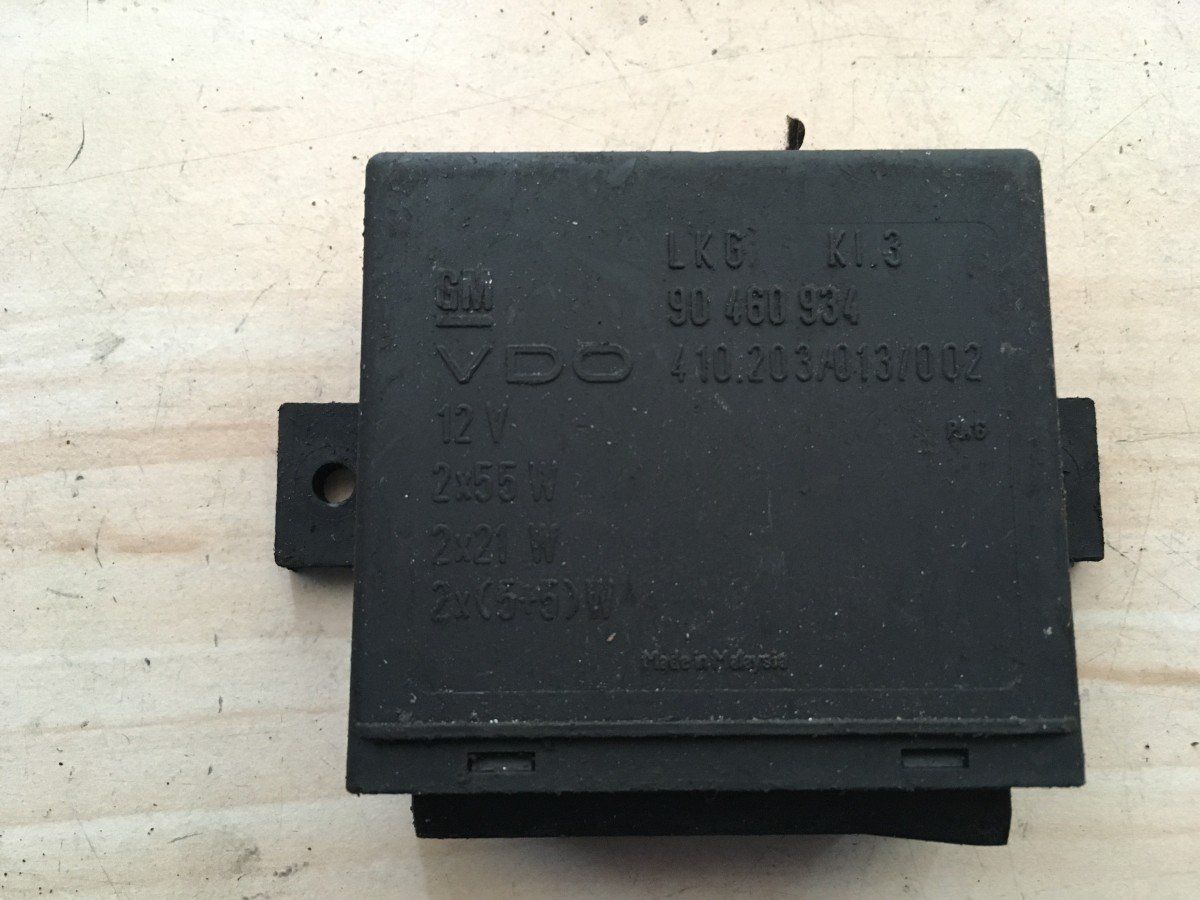 LKG KI.3
GM 90 460 934
VDO 410.203/013/002
12 V
2x55 W
2x21 W
2x(5+5)W
Made in Malaysia